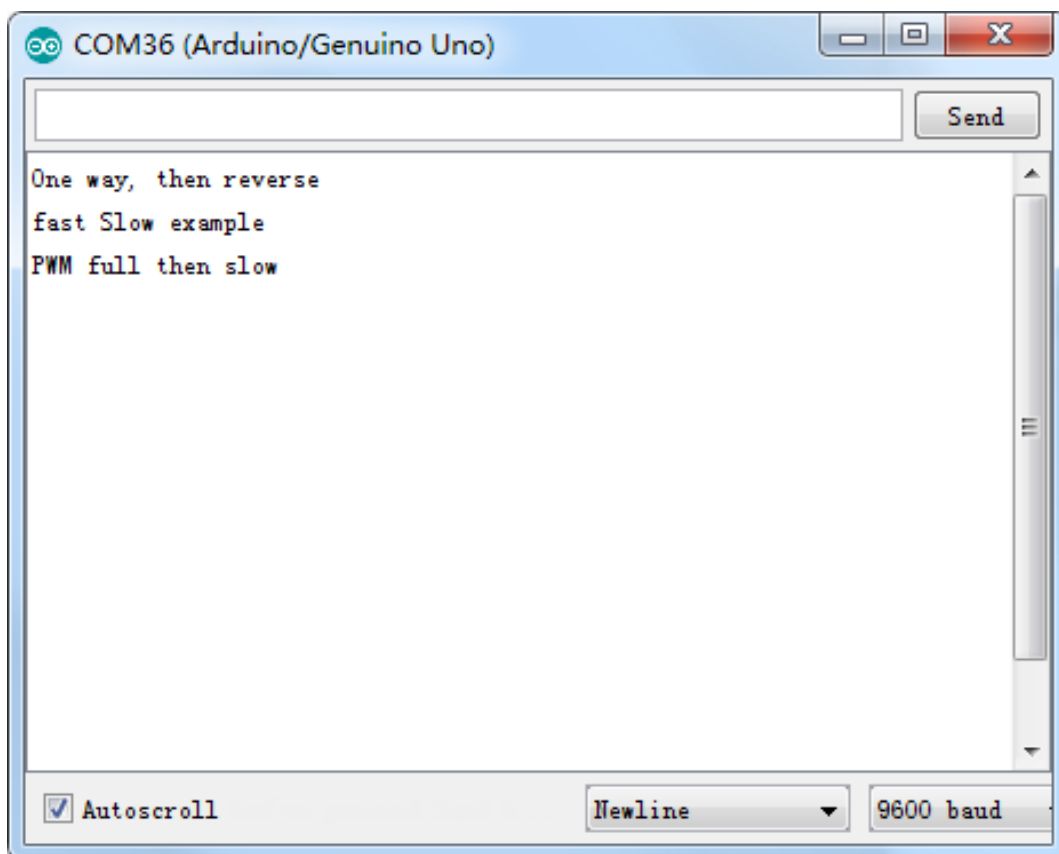 COM36 (Arduino/Genuino Uno)
Send
One way, then reverse
fast Slow example
PWM full then slow
Autoscroll
Newline
9600 baud